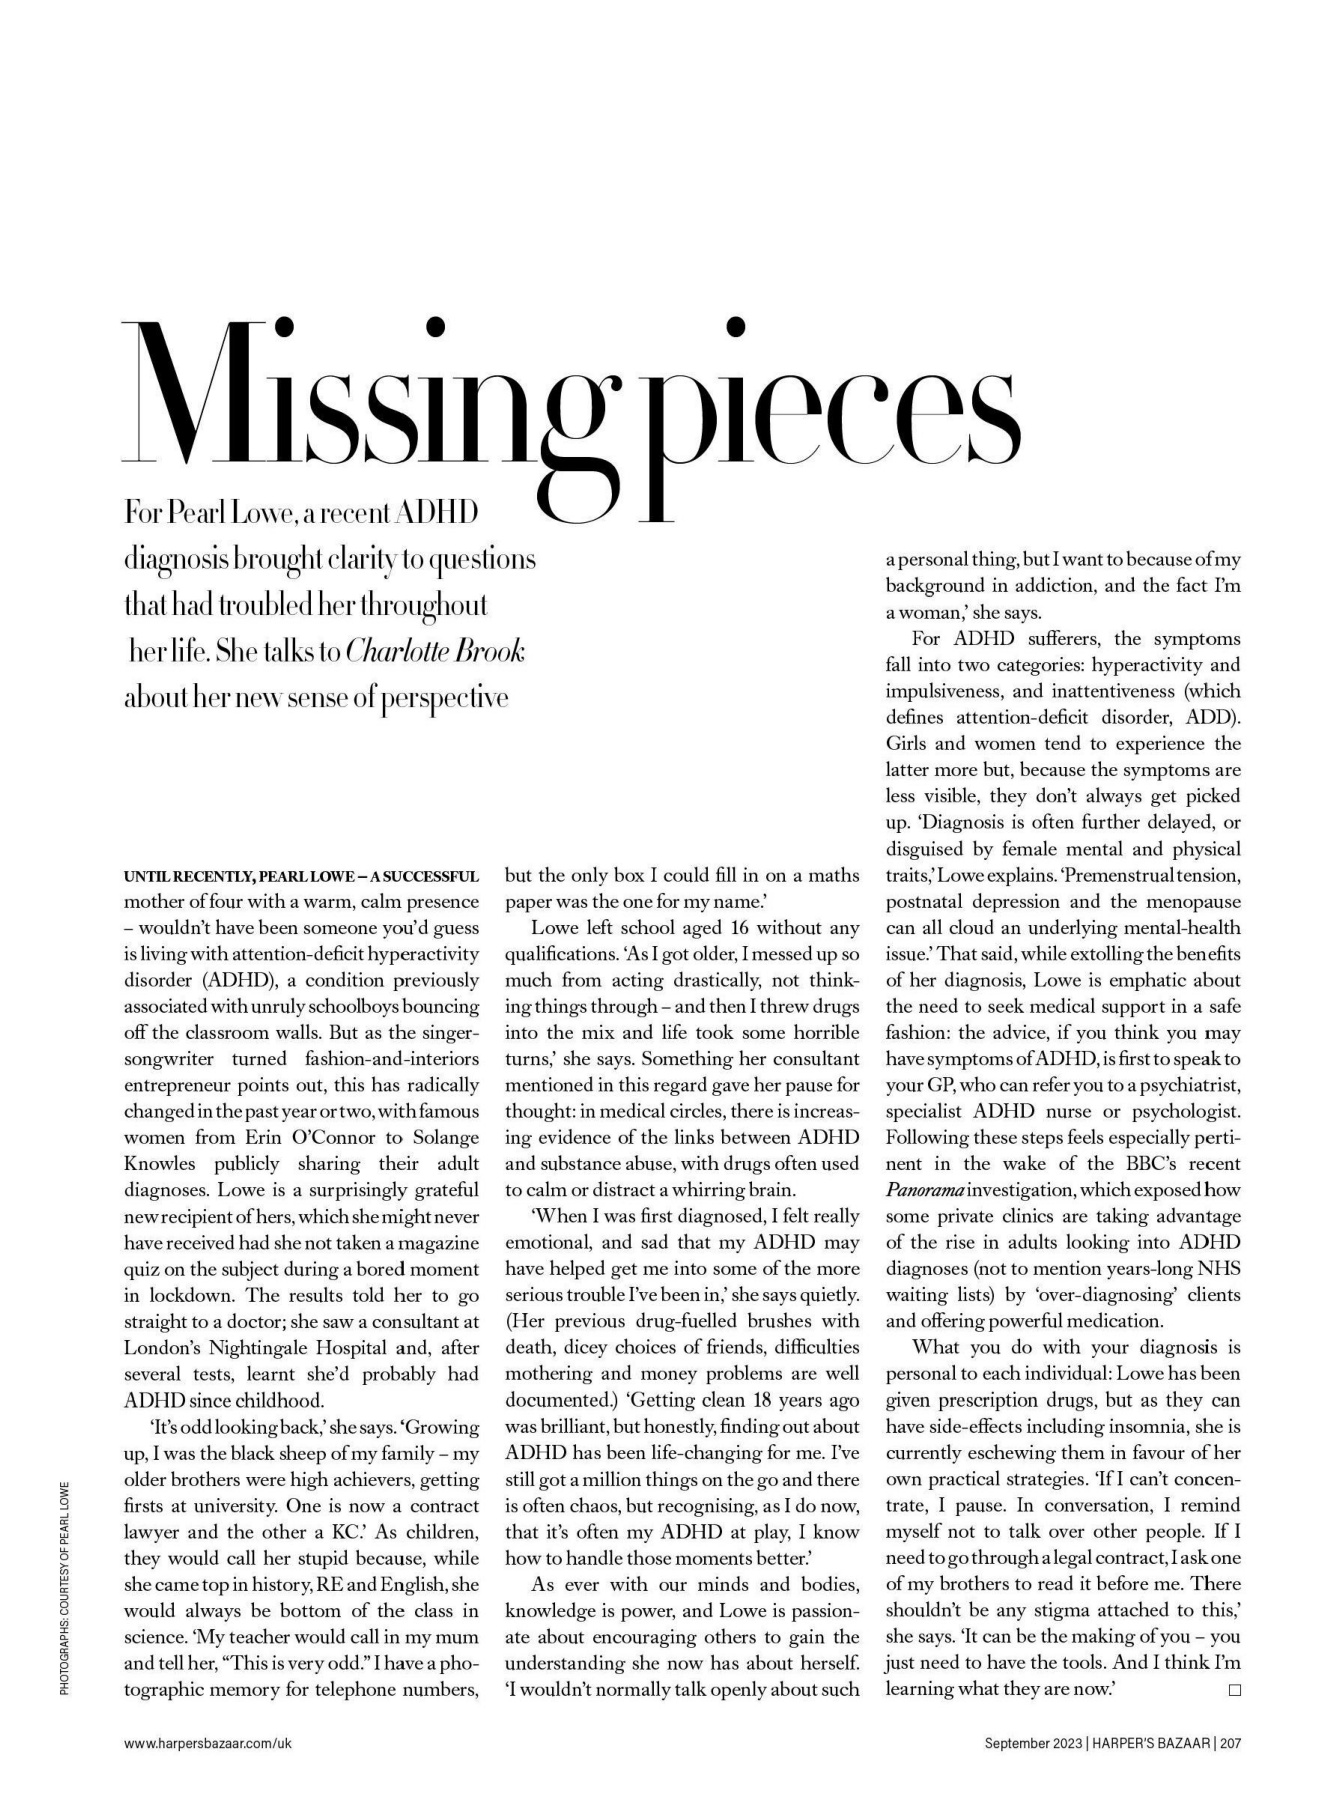 Missing pieces
For Pearl Lowe, a recent ADHD
diagnosis brought clarity to questions
that had troubled her throughout
her life. She talks to Charlotte Brook
about her new sense of perspective
UNTIL RECENTLY, PEARL LOWE – A SUCCESSFUL
mother of four with a warm, calm presence
– wouldn’t have been someone you’d guess
is living with attention-deficit hyperactivity
disorder (ADHD), a condition previously
associated with unruly schoolboys bouncing
off the classroom walls. But as the singer-
songwriter turned fashion-and-interiors
entrepreneur points out, this has radically
changed in the past year or two, with famous
women from Erin O’Connor to Solange
Knowles publicly sharing their adult
diagnoses. Lowe is a surprisingly grateful
new recipient of hers, which she might never
have received had she not taken a magazine
quiz on the subject during a bored moment
in lockdown. The results told her to go
straight to a doctor; she saw a consultant at
London’s Nightingale Hospital and, after
several tests, learnt she’d probably had
ADHD since childhood.
‘It’s odd looking back,’ she says. ‘Growing
up, I was the black sheep of my family – my
older brothers were high achievers, getting
firsts at university. One is now a contract
lawyer and the other a KC.’ As children,
they would call her stupid because, while
she came top in history, RE and English, she
would always be bottom of the class in
science. ‘My teacher would call in my mum
and tell her, “This is very odd.” I have a pho-
tographic memory for telephone numbers,
but the only box I could fill in on a maths
paper was the one for my name.’
Lowe left school aged 16 without any
qualifications. ‘As I got older, I messed up so
much from acting drastically, not think-
ing things through – and then I threw drugs
into the mix and life took some horrible
turns,’ she says. Something her consultant
mentioned in this regard gave her pause for
thought: in medical circles, there is increas-
ing evidence of the links between ADHD
and substance abuse, with drugs often used
to calm or distract a whirring brain.
‘When I was first diagnosed, I felt really
emotional, and sad that my ADHD may
have helped get me into some of the more
serious trouble I’ve been in,’ she says quietly.
(Her previous drug-fuelled brushes with
death, dicey choices of friends, difficulties
mothering and money problems are well
documented.) ‘Getting clean 18 years ago
was brilliant, but honestly, finding out about
ADHD has been life-changing for me. I’ve
still got a million things on the go and there
is often chaos, but recognising, as I do now,
that it’s often my ADHD at play, I know
how to handle those moments better.’
As ever with our minds and bodies,
knowledge is power, and Lowe is passion-
ate about encouraging others to gain the
understanding she now has about herself.
‘I wouldn’t normally talk openly about such
a personal thing, but I want to because of my
background in addiction, and the fact I’m
a woman,’ she says.
For ADHD sufferers, the symptoms
fall into two categories: hyperactivity and
impulsiveness, and inattentiveness (which
defines attention-deficit disorder, ADD).
Girls and women tend to experience the
latter more but, because the symptoms are
less visible, they don’t always get picked
up. ‘Diagnosis is often further delayed, or
disguised by female mental and physical
traits,’ Lowe explains. ‘Premenstrual tension,
postnatal depression and the menopause
can all cloud an underlying mental-health
issue.’ That said, while extolling the benefits
of her diagnosis, Lowe is emphatic about
the need to seek medical support in a safe
fashion: the advice, if you think you may
have symptoms of ADHD, is first to speak to
your GP, who can refer you to a psychiatrist,
specialist ADHD nurse or psychologist.
Following these steps feels especially perti-
nent in the wake of the BBC’s recent
Panorama investigation, which exposed how
some private clinics are taking advantage
of the rise in adults looking into ADHD
diagnoses (not to mention years-long NHS
waiting lists) by ‘over-diagnosing’ clients
and offering powerful medication.
What you do with your diagnosis is
personal to each individual: Lowe has been
given prescription drugs, but as they can
have side-effects including insomnia, she is
currently eschewing them in favour of her
own practical strategies. ‘If I can’t concen-
trate, I pause. In conversation, I remind
myself not to talk over other people. If I
need to go through a legal contract, I ask one
of my brothers to read it before me. There
shouldn’t be any stigma attached to this,’
she says. ‘It can be the making of you – you
just need to have the tools. And I think I’m
learning what they are now.’ □
PHOTOGRAPHS: COURTESY OF PEARL LOWE
www.harpersbazaar.com/uk
September 2023 | HARPER’S BAZAAR | 207